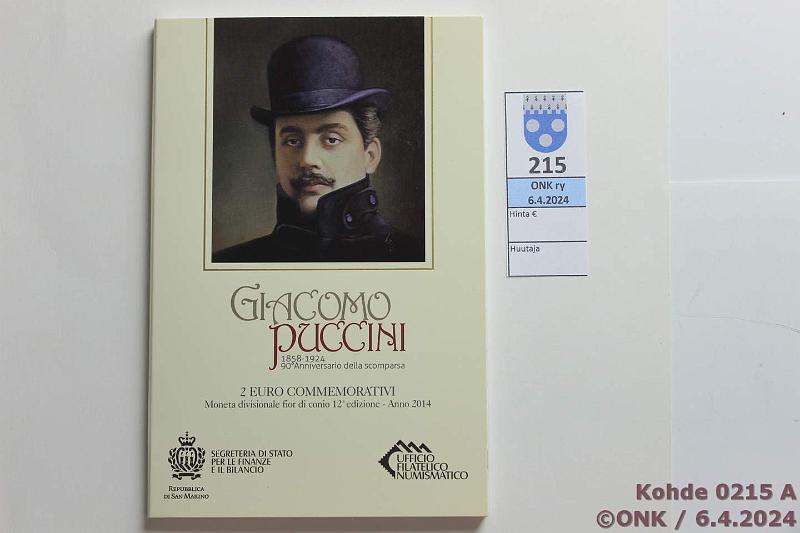 GIACOMO
PUCCINI
1858-1924
90°Anniversario della scomparsa
2 EURO COMMEMORATIVI
Moneta divisionale fior di conio 12ª edizione - Anno 2014
SEGRETERIA DI STATO
PER LE FINANZE
E IL BILANCIO
REPUBBLICA
DI SAN MARINO
UFFICIO
FILATELICO
NUMISMATICO
215
ONK ry
6.4.2024
Hinta €
Huutaja
Kohde 0215 A
©ONK / 6.4.2024